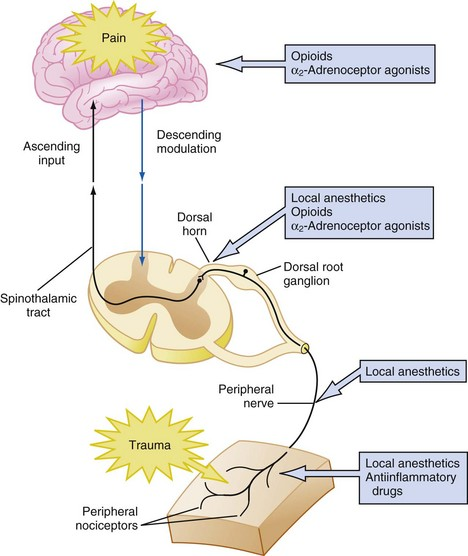 Pain
Opioids
α2-Adrenoceptor agonists
Ascending
input
Descending
modulation
Local anesthetics
Opioids
α2-Adrenoceptor agonists
Dorsal
horn
Dorsal root
ganglion
Spinothalamic
tract
Local anesthetics
Peripheral
nerve
Trauma
Local anesthetics
Antiinflammatory
drugs
Peripheral
nociceptors